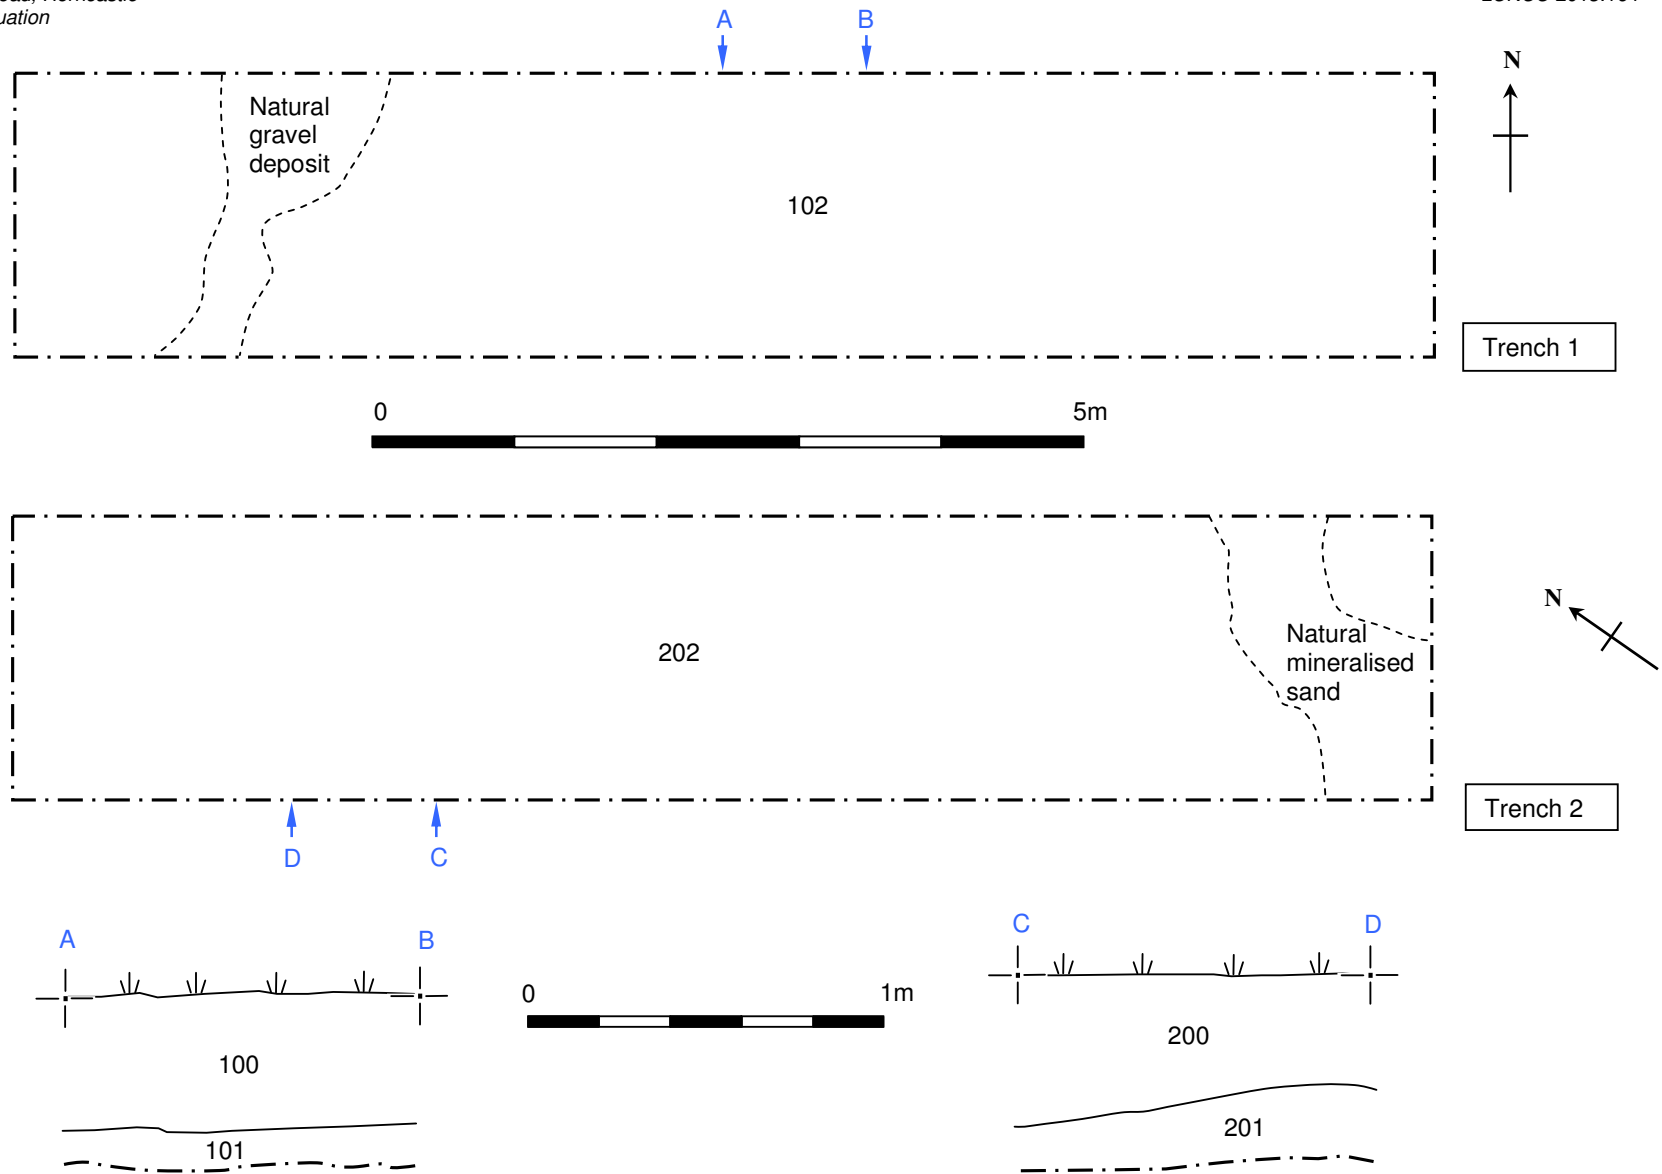 uation
A
B
N
Natural
gravel
deposit
102
Trench 1
0
5m
N
202
Natural
mineralised
sand
D
C
Trench 2
A
B
C
D
0
1m
100
200
101
201